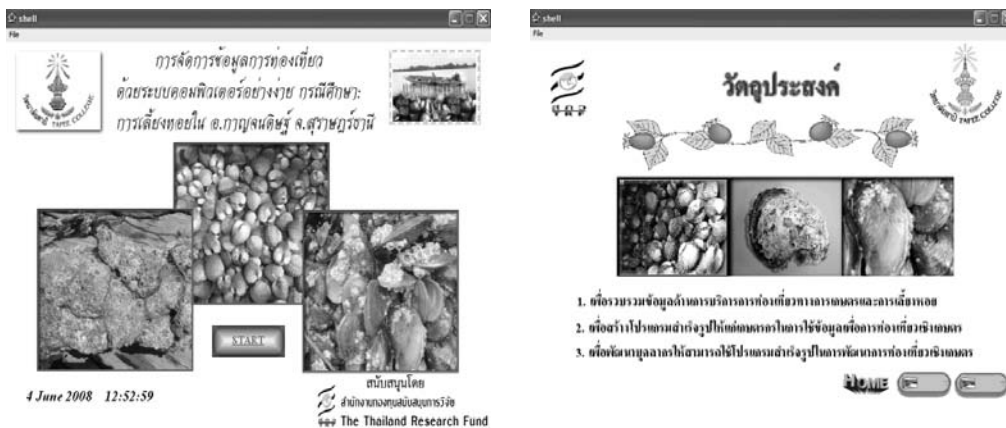 shell
File
การจัดการข้อมูลการท่องเที่ยว
ด้วยระบบคอมพิวเตอร์อย่างง่าย กรณีศึกษา:
การเลี้ยงหอยใน อ.กาญจนดิษฐ์ จ.สุราษฎร์ธานี
START
4 June 2008 12:52:59
สนับสนุนโดย
สำนักงานกองทุนสนับสนุนการวิจัย
The Thailand Research Fund
shell
File
วัตถุประสงค์
วิทยาลัยตาปี TAPEE COLLEGE
1. เพื่อรวบรวมข้อมูลด้านการบริการการท่องเที่ยวทางการเกษตรและการเลี้ยงหอย
2. เพื่อสร้างโปรแกรมสำเร็จรูปให้แก่เกษตรกรในการใช้ข้อมูลเพื่อการท่องเที่ยวเชิงเกษตร
3. เพื่อพัฒนาบุคลากรให้สามารถใช้โปรแกรมสำเร็จรูปในการพัฒนาการท่องเที่ยวเชิงเกษตร
HOME